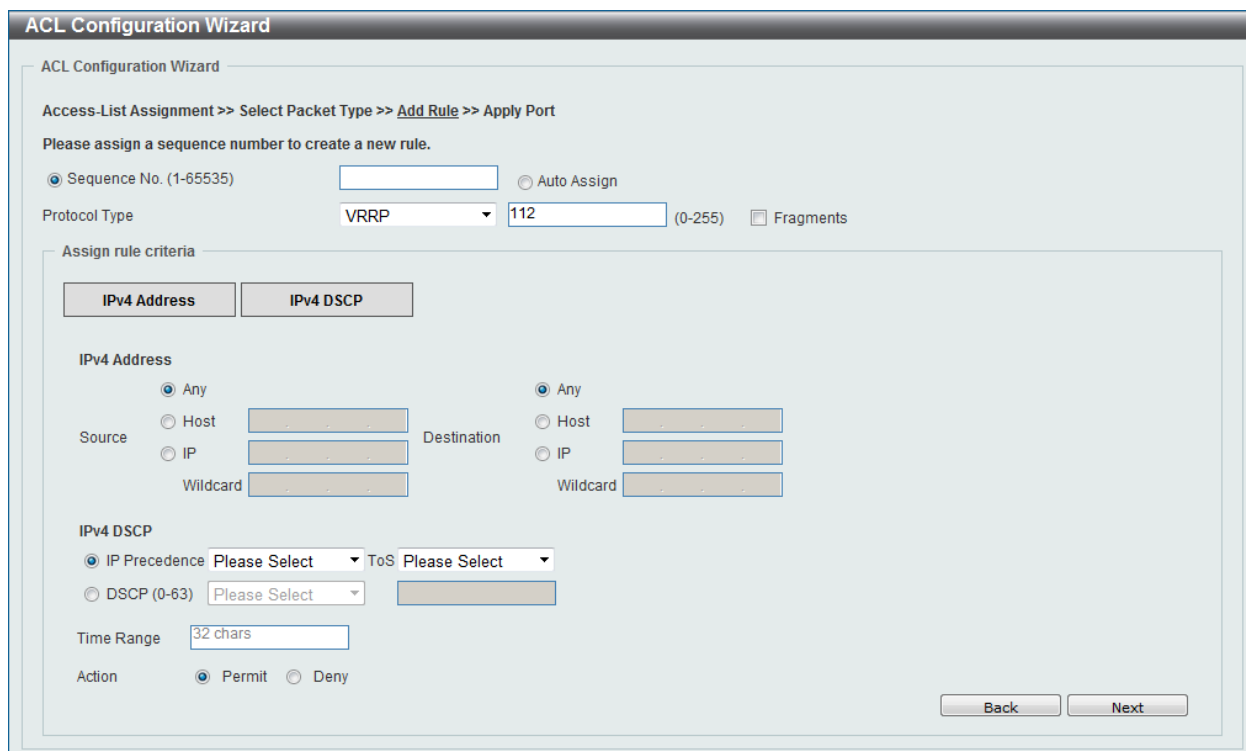 ACL Configuration Wizard
ACL Configuration Wizard
Access-List Assignment >> Select Packet Type >> Add Rule >> Apply Port
Please assign a sequence number to create a new rule.
Sequence No. (1-65535) Auto Assign
Protocol Type VRRP 112 (0-255) Fragments
Assign rule criteria
IPv4 Address IPv4 DSCP
IPv4 Address
Any Any
Host Host
Source Destination
IP IP
Wildcard Wildcard
IPv4 DSCP
IP Precedence Please Select ToS Please Select
DSCP (0-63) Please Select
Time Range 32 chars
Action Permit Deny
Back Next